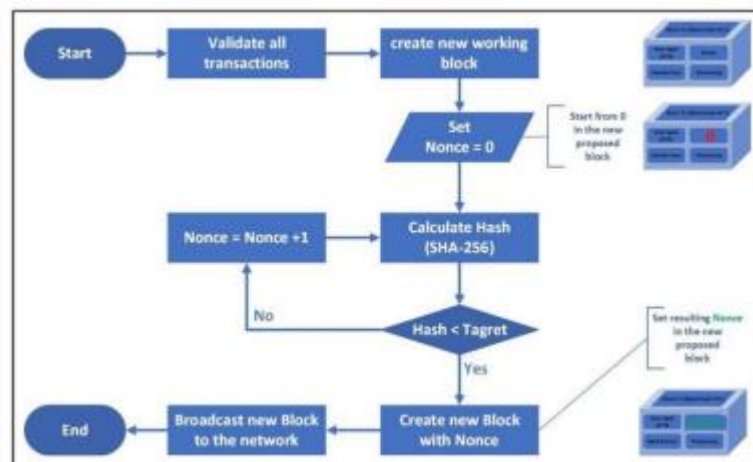 Start
Validate all
transactions
create new working
block
Set
Nonce = 0
Start from 0
in the new
proposed
block
0
Nonce = Nonce +1
Calculate Hash
(SHA-256)
No
Hash < Tagret
Set resulting Nonce
in the new
proposed
block
Yes
End
Broadcast new Block
to the network
Create new Block
with Nonce